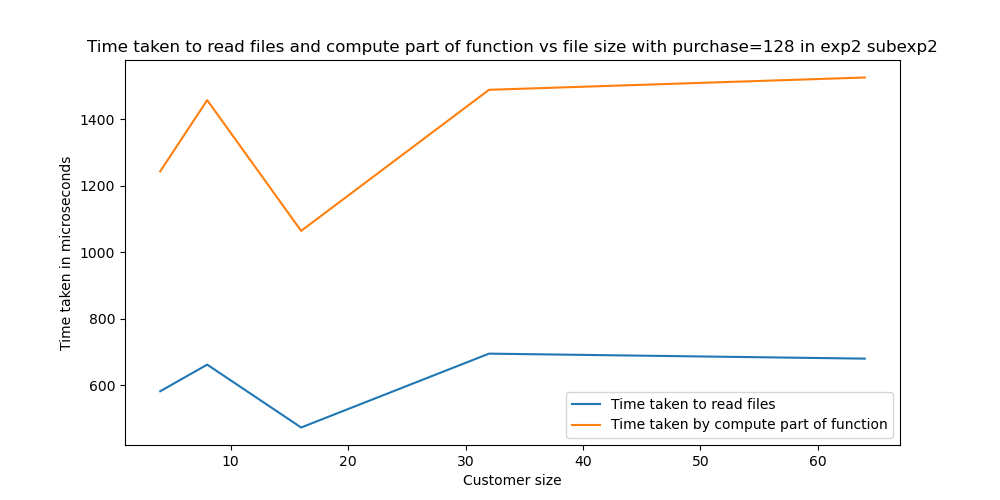 Time taken to read files and compute part of function vs file size with purchase=128 in exp2 subexp2
Time taken in microseconds
1400
1200
1000
800
600
Time taken to read files
Time taken by compute part of function
10 20 30 40 50 60
Customer size